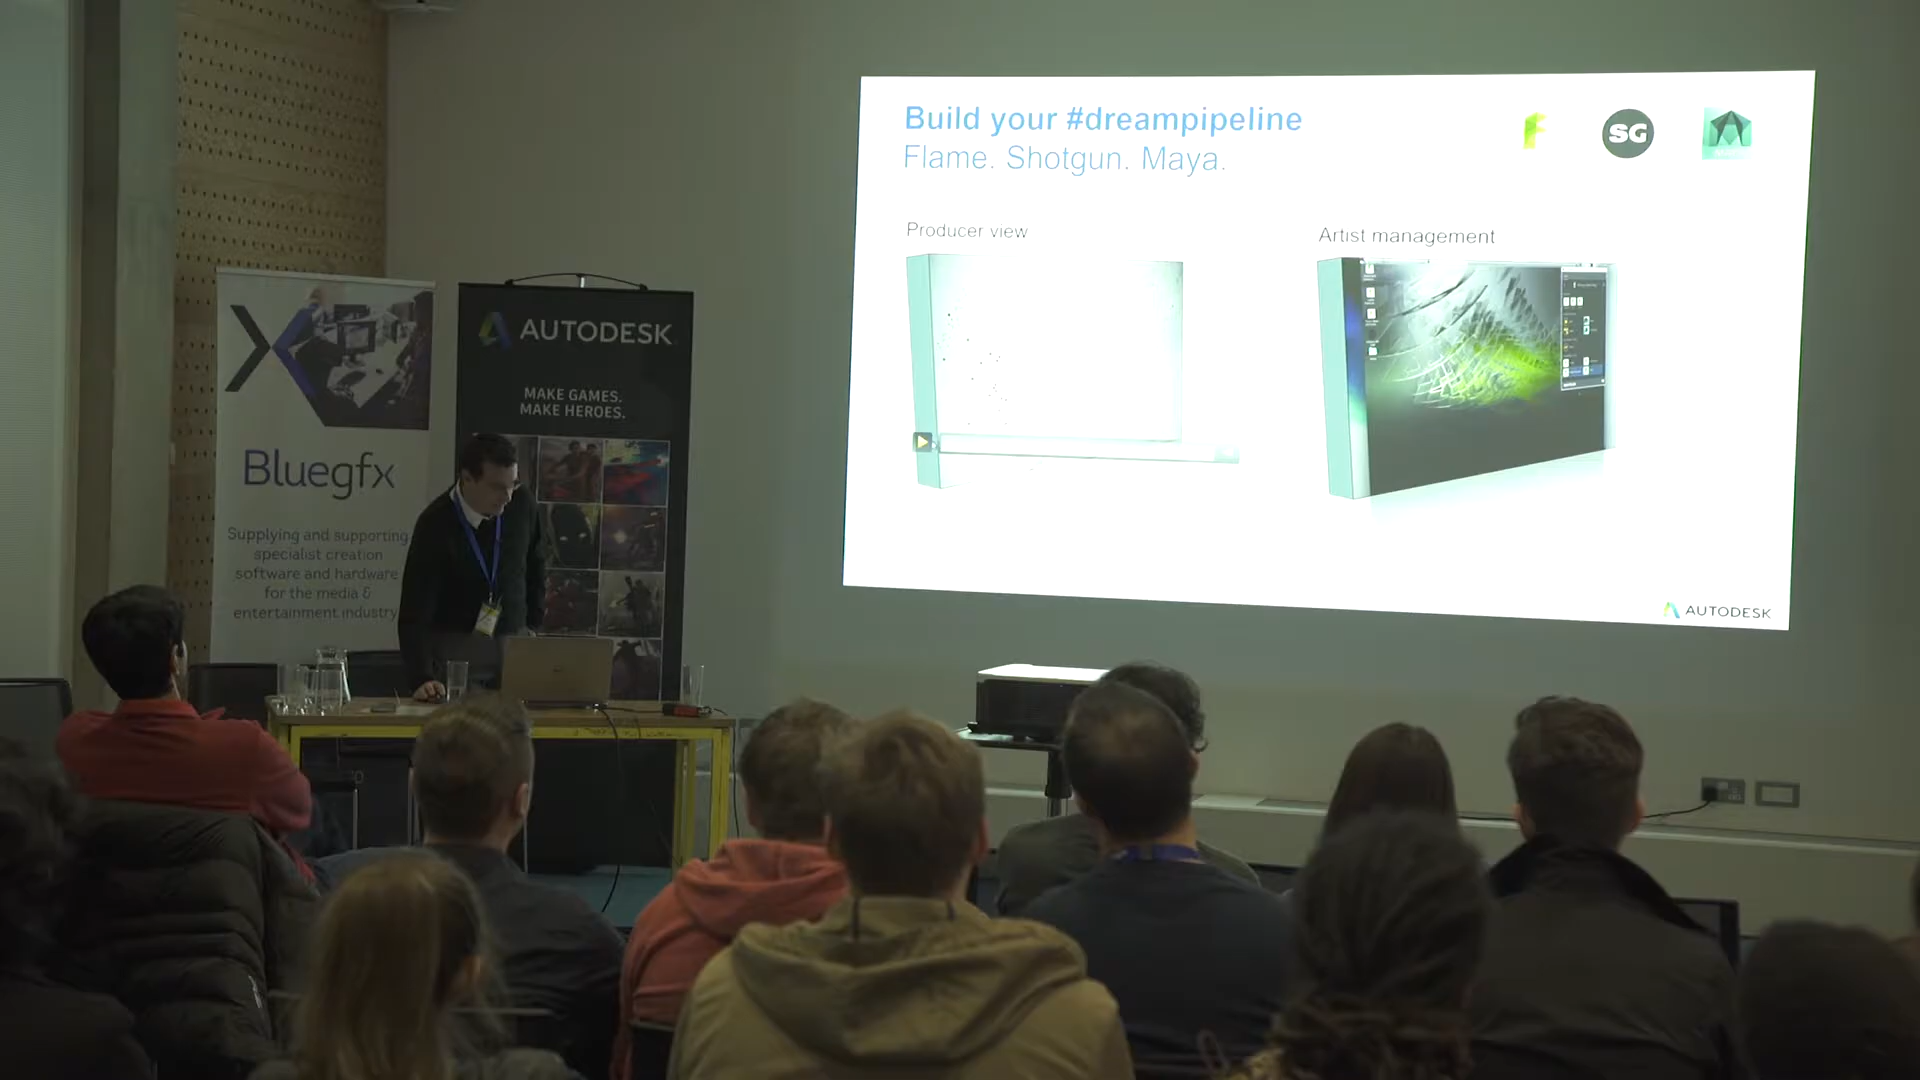 Build your #dreampipeline
Flame. Shotgun. Maya.
SG
Producer view
Artist management
AUTODESK
Bluegfx
Supplying and supporting
specialist creation
software and hardware
for the media &
entertainment industry
AUTODESK
MAKE GAMES.
MAKE HEROES.